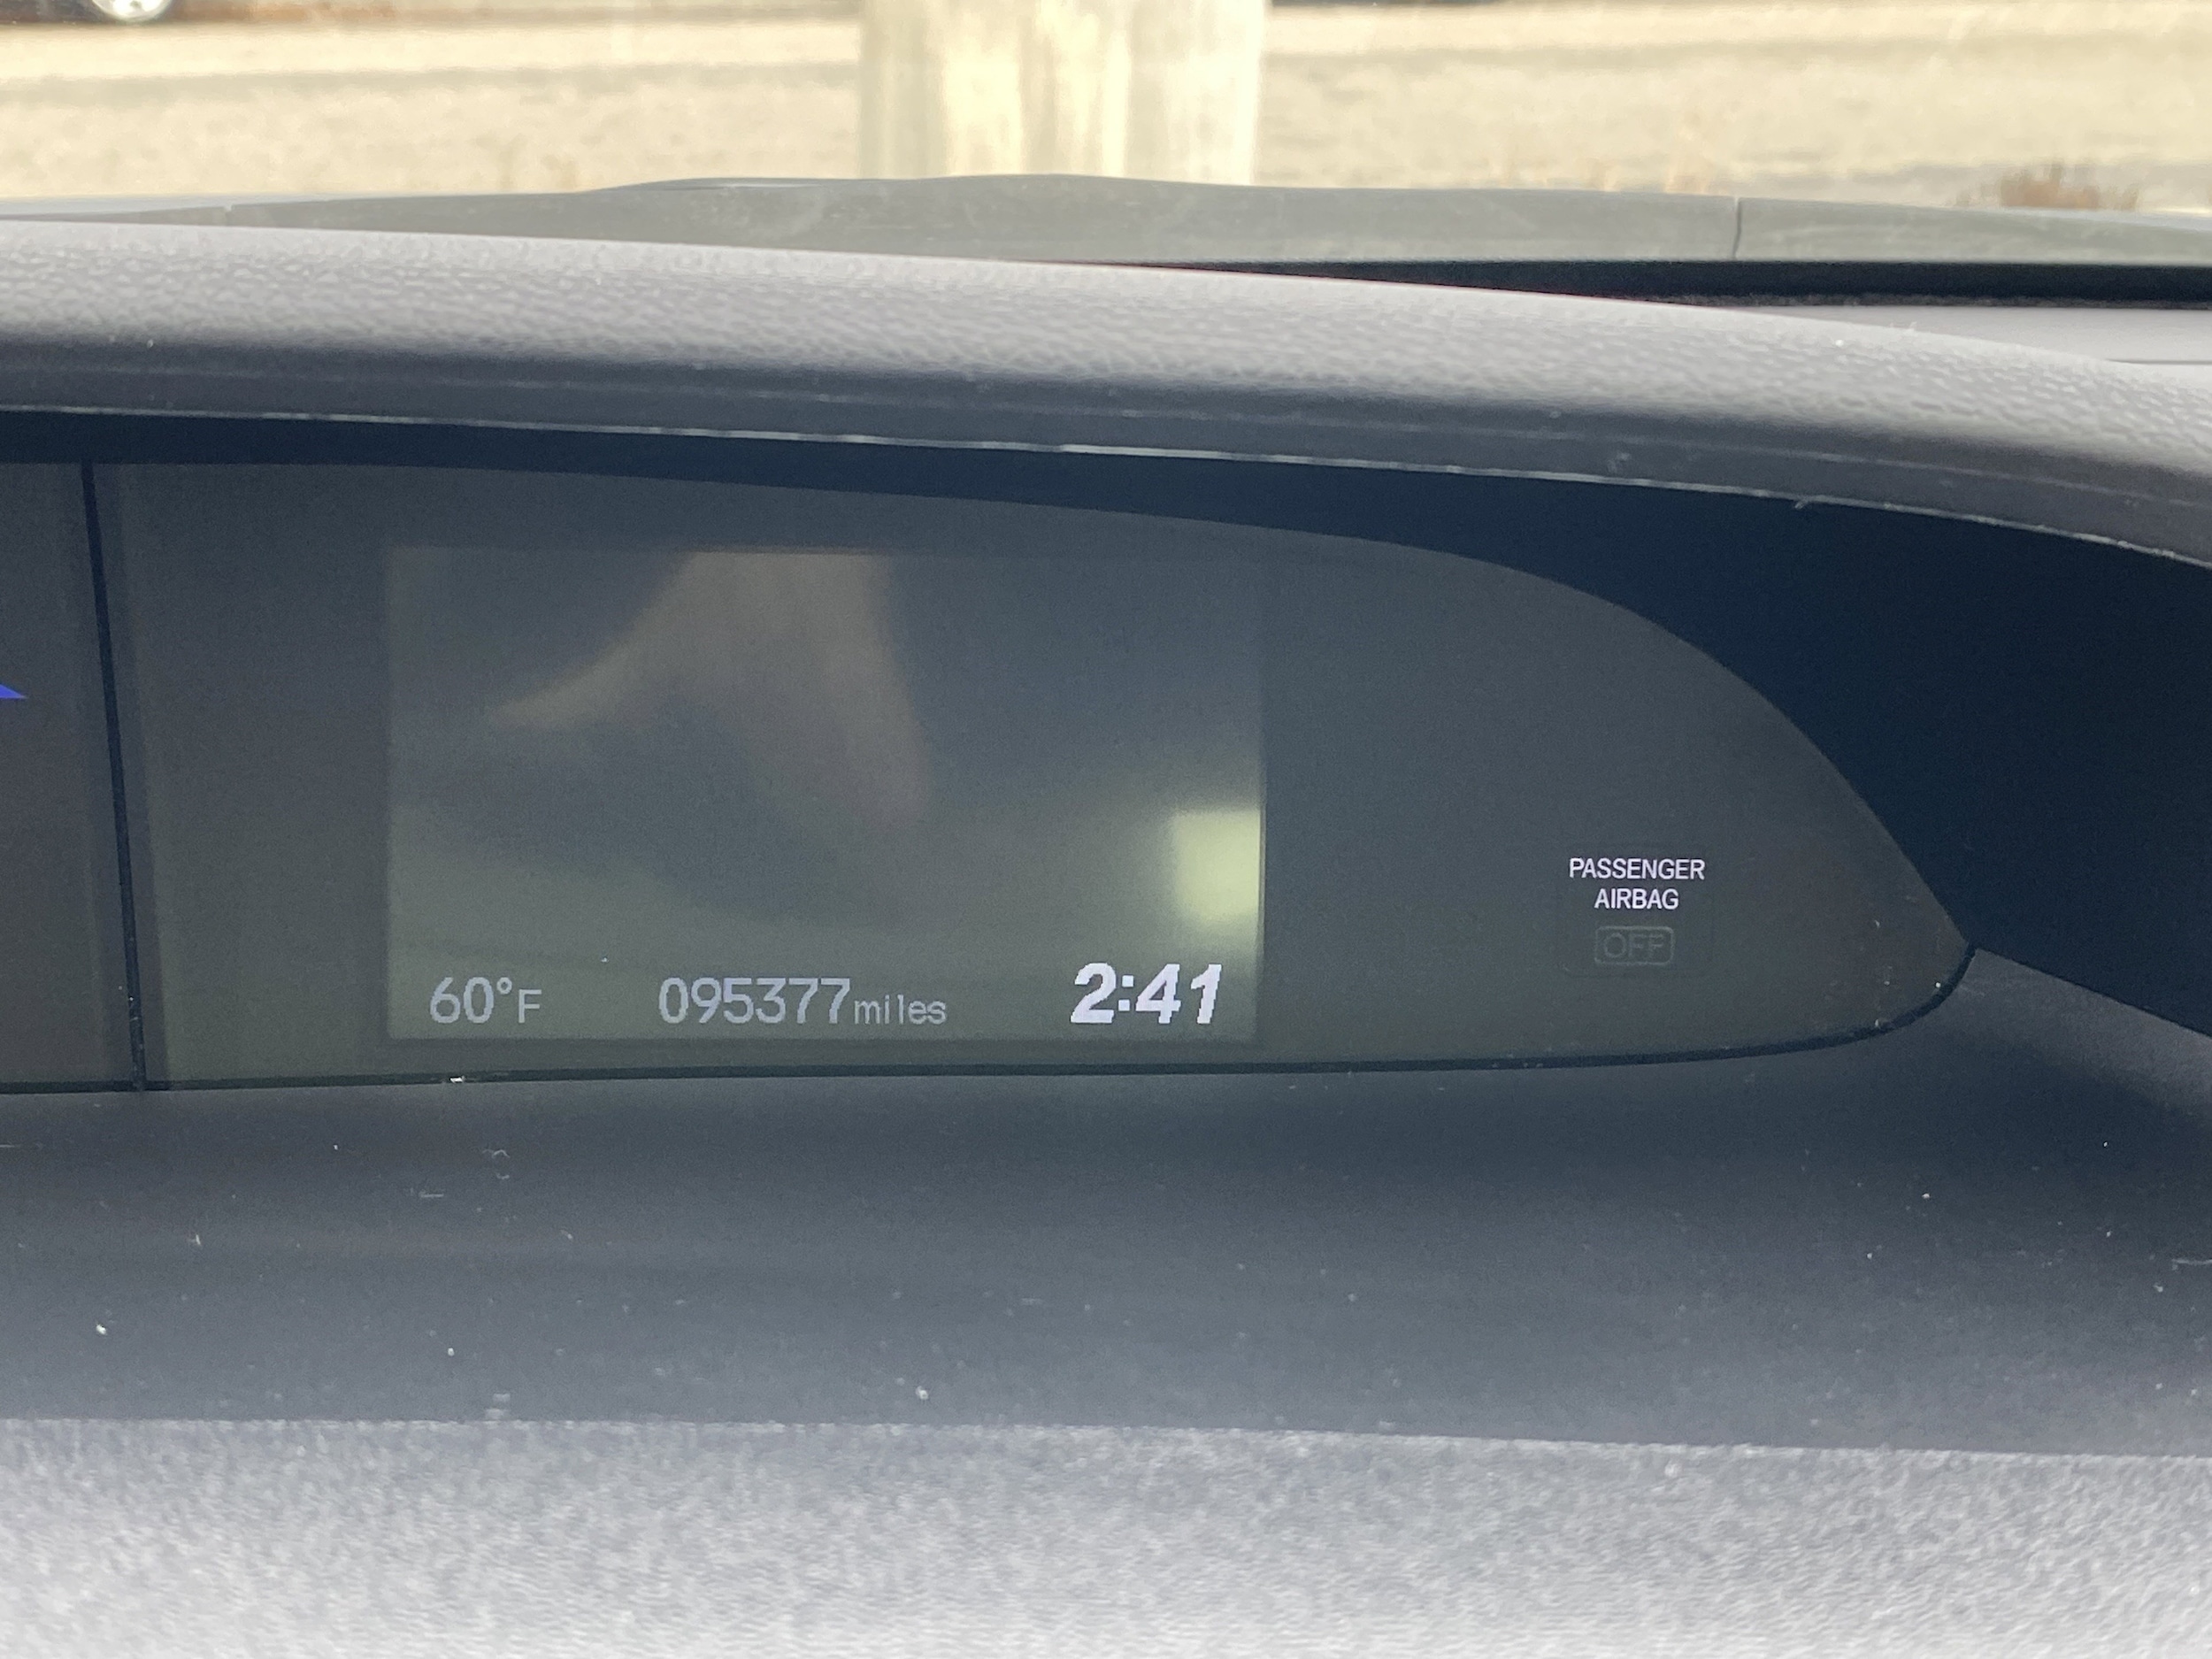 PASSENGER
AIRBAG
OFF
60°F 095377miles 2:41